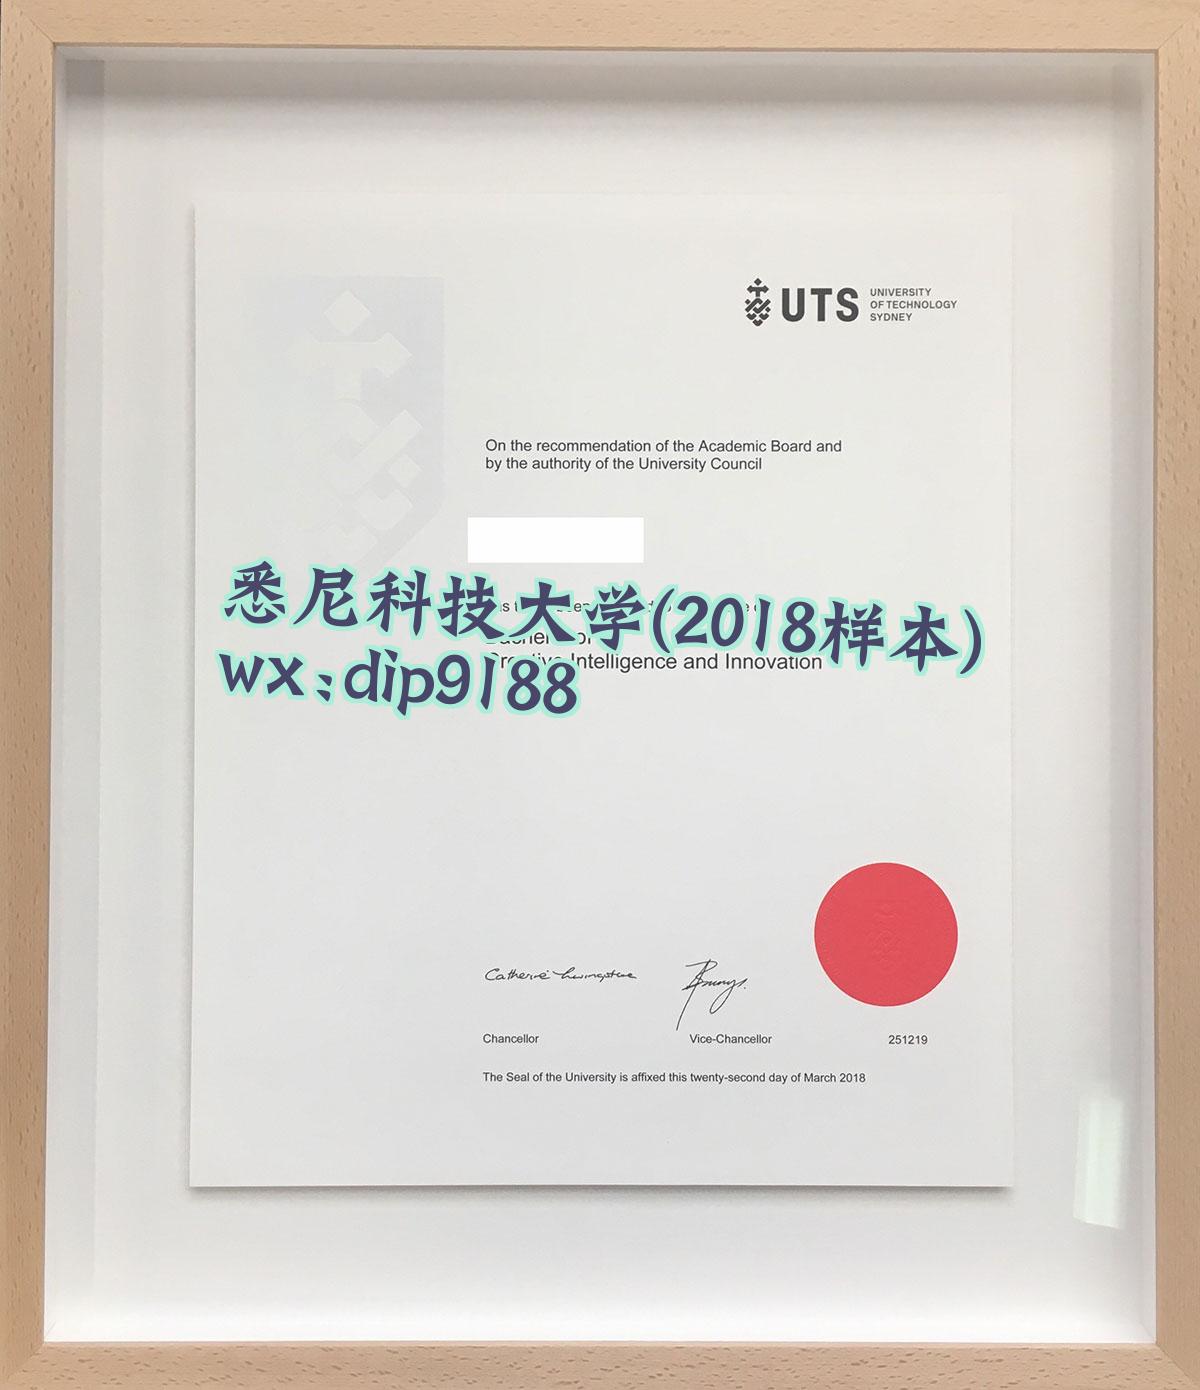 UTS
UNIVERSITY
OF TECHNOLOGY
SYDNEY
On the recommendation of the Academic Board and
by the authority of the University Council
悉尼科技大学(2018样本)
Intelligence and Innovation
wx:dip9188
Catherine Livingstone
Chancellor
Vice-Chancellor
251219
The Seal of the University is affixed this twenty-second day of March 2018